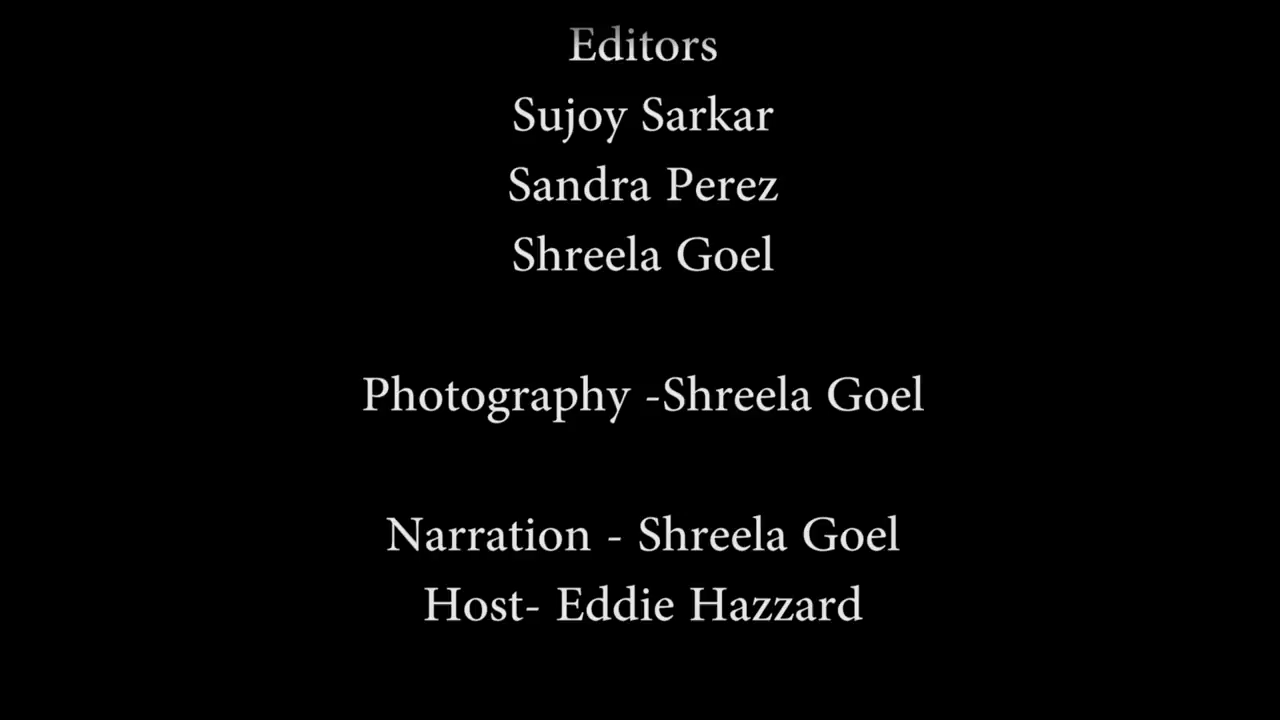 Editors
Sujoy Sarkar
Sandra Perez
Shreela Goel
Photography -Shreela Goel
Narration - Shreela Goel
Host- Eddie Hazzard